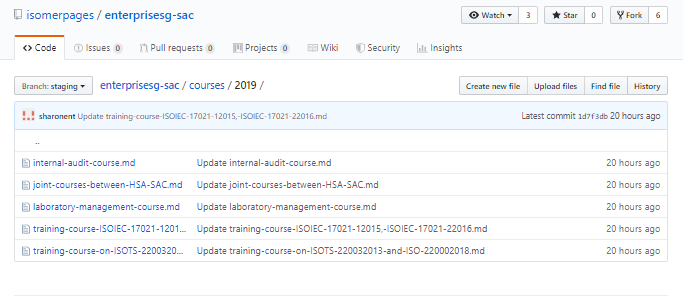 isomerpages / enterprisesg-sac Watch 3 Star 0 Fork 6
Code Issues 0 Pull requests 0 Projects 0 Wiki Security Insights
Branch: staging enterprisesg-sac / courses / 2019 / Create new file Upload files Find file History
sharonent Update training-course-ISOIEC-17021-12015,-ISOIEC-17021-22016.md Latest commit 1d7f3db 20 hours ago
..
internal-audit-course.md Update internal-audit-course.md 20 hours ago
joint-courses-between-HSA-SAC.md Update joint-courses-between-HSA-SAC.md 20 hours ago
laboratory-management-course.md Update laboratory-management-course.md 20 hours ago
training-course-ISOIEC-17021-1201... Update training-course-ISOIEC-17021-12015,-ISOIEC-17021-22016.md 20 hours ago
training-course-on-ISOTS-220320... Update training-course-on-ISOTS-220032013-and-ISO-220002018.md 20 hours ago